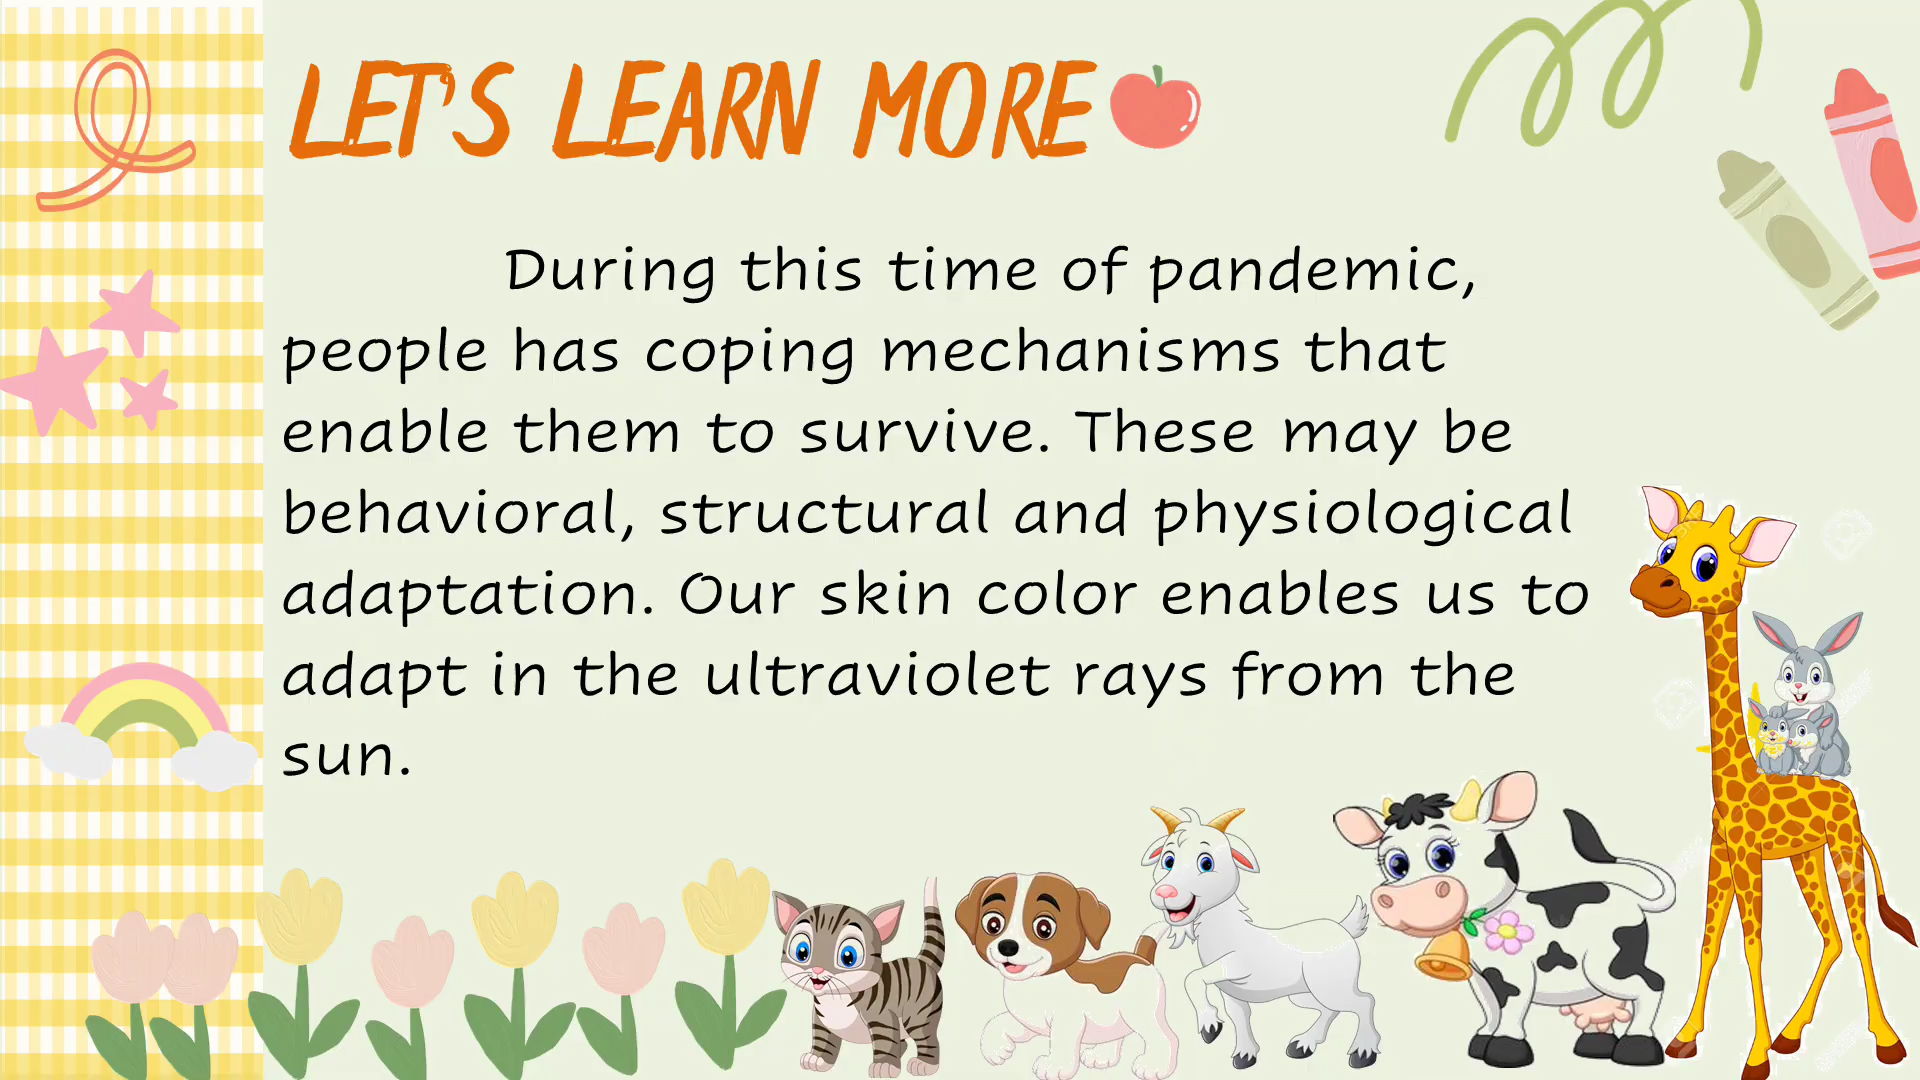 LET'S LEARN MORE
During this time of pandemic,
people has coping mechanisms that
enable them to survive. These may be
behavioral, structural and physiological
adaptation. Our skin color enables us to
adapt in the ultraviolet rays from the
sun.